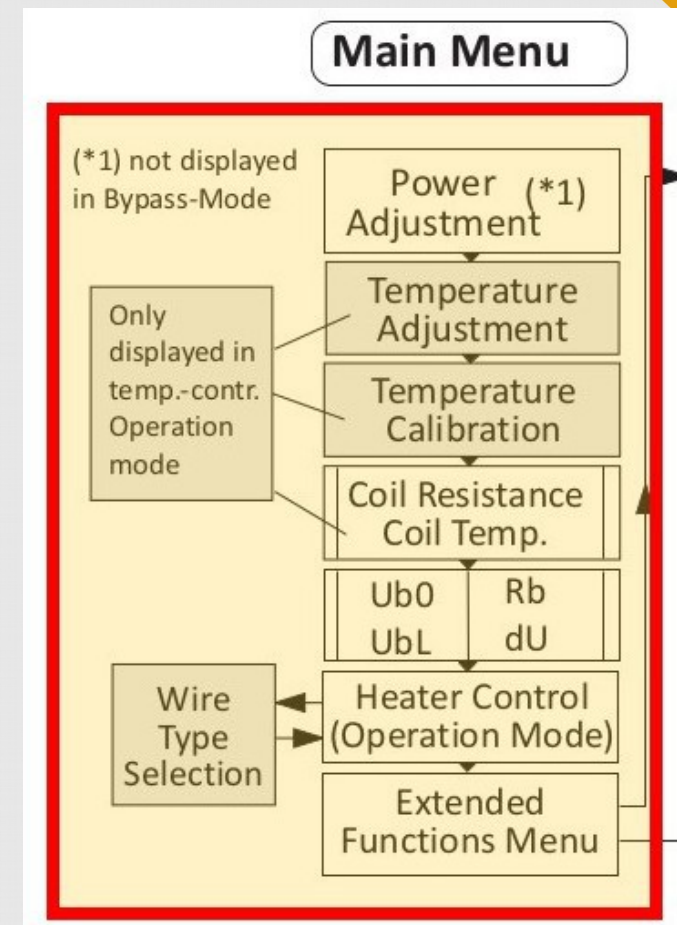 Main Menu
(*1) not displayed
in Bypass-Mode
Power (*1)
Adjustment
Temperature
Adjustment
Only
displayed in
temp.-contr.
Operation
mode
Temperature
Calibration
Coil Resistance
Coil Temp.
Ub0 Rb
UbL dU
Wire
Type
Selection
Heater Control
(Operation Mode)
Extended
Functions Menu